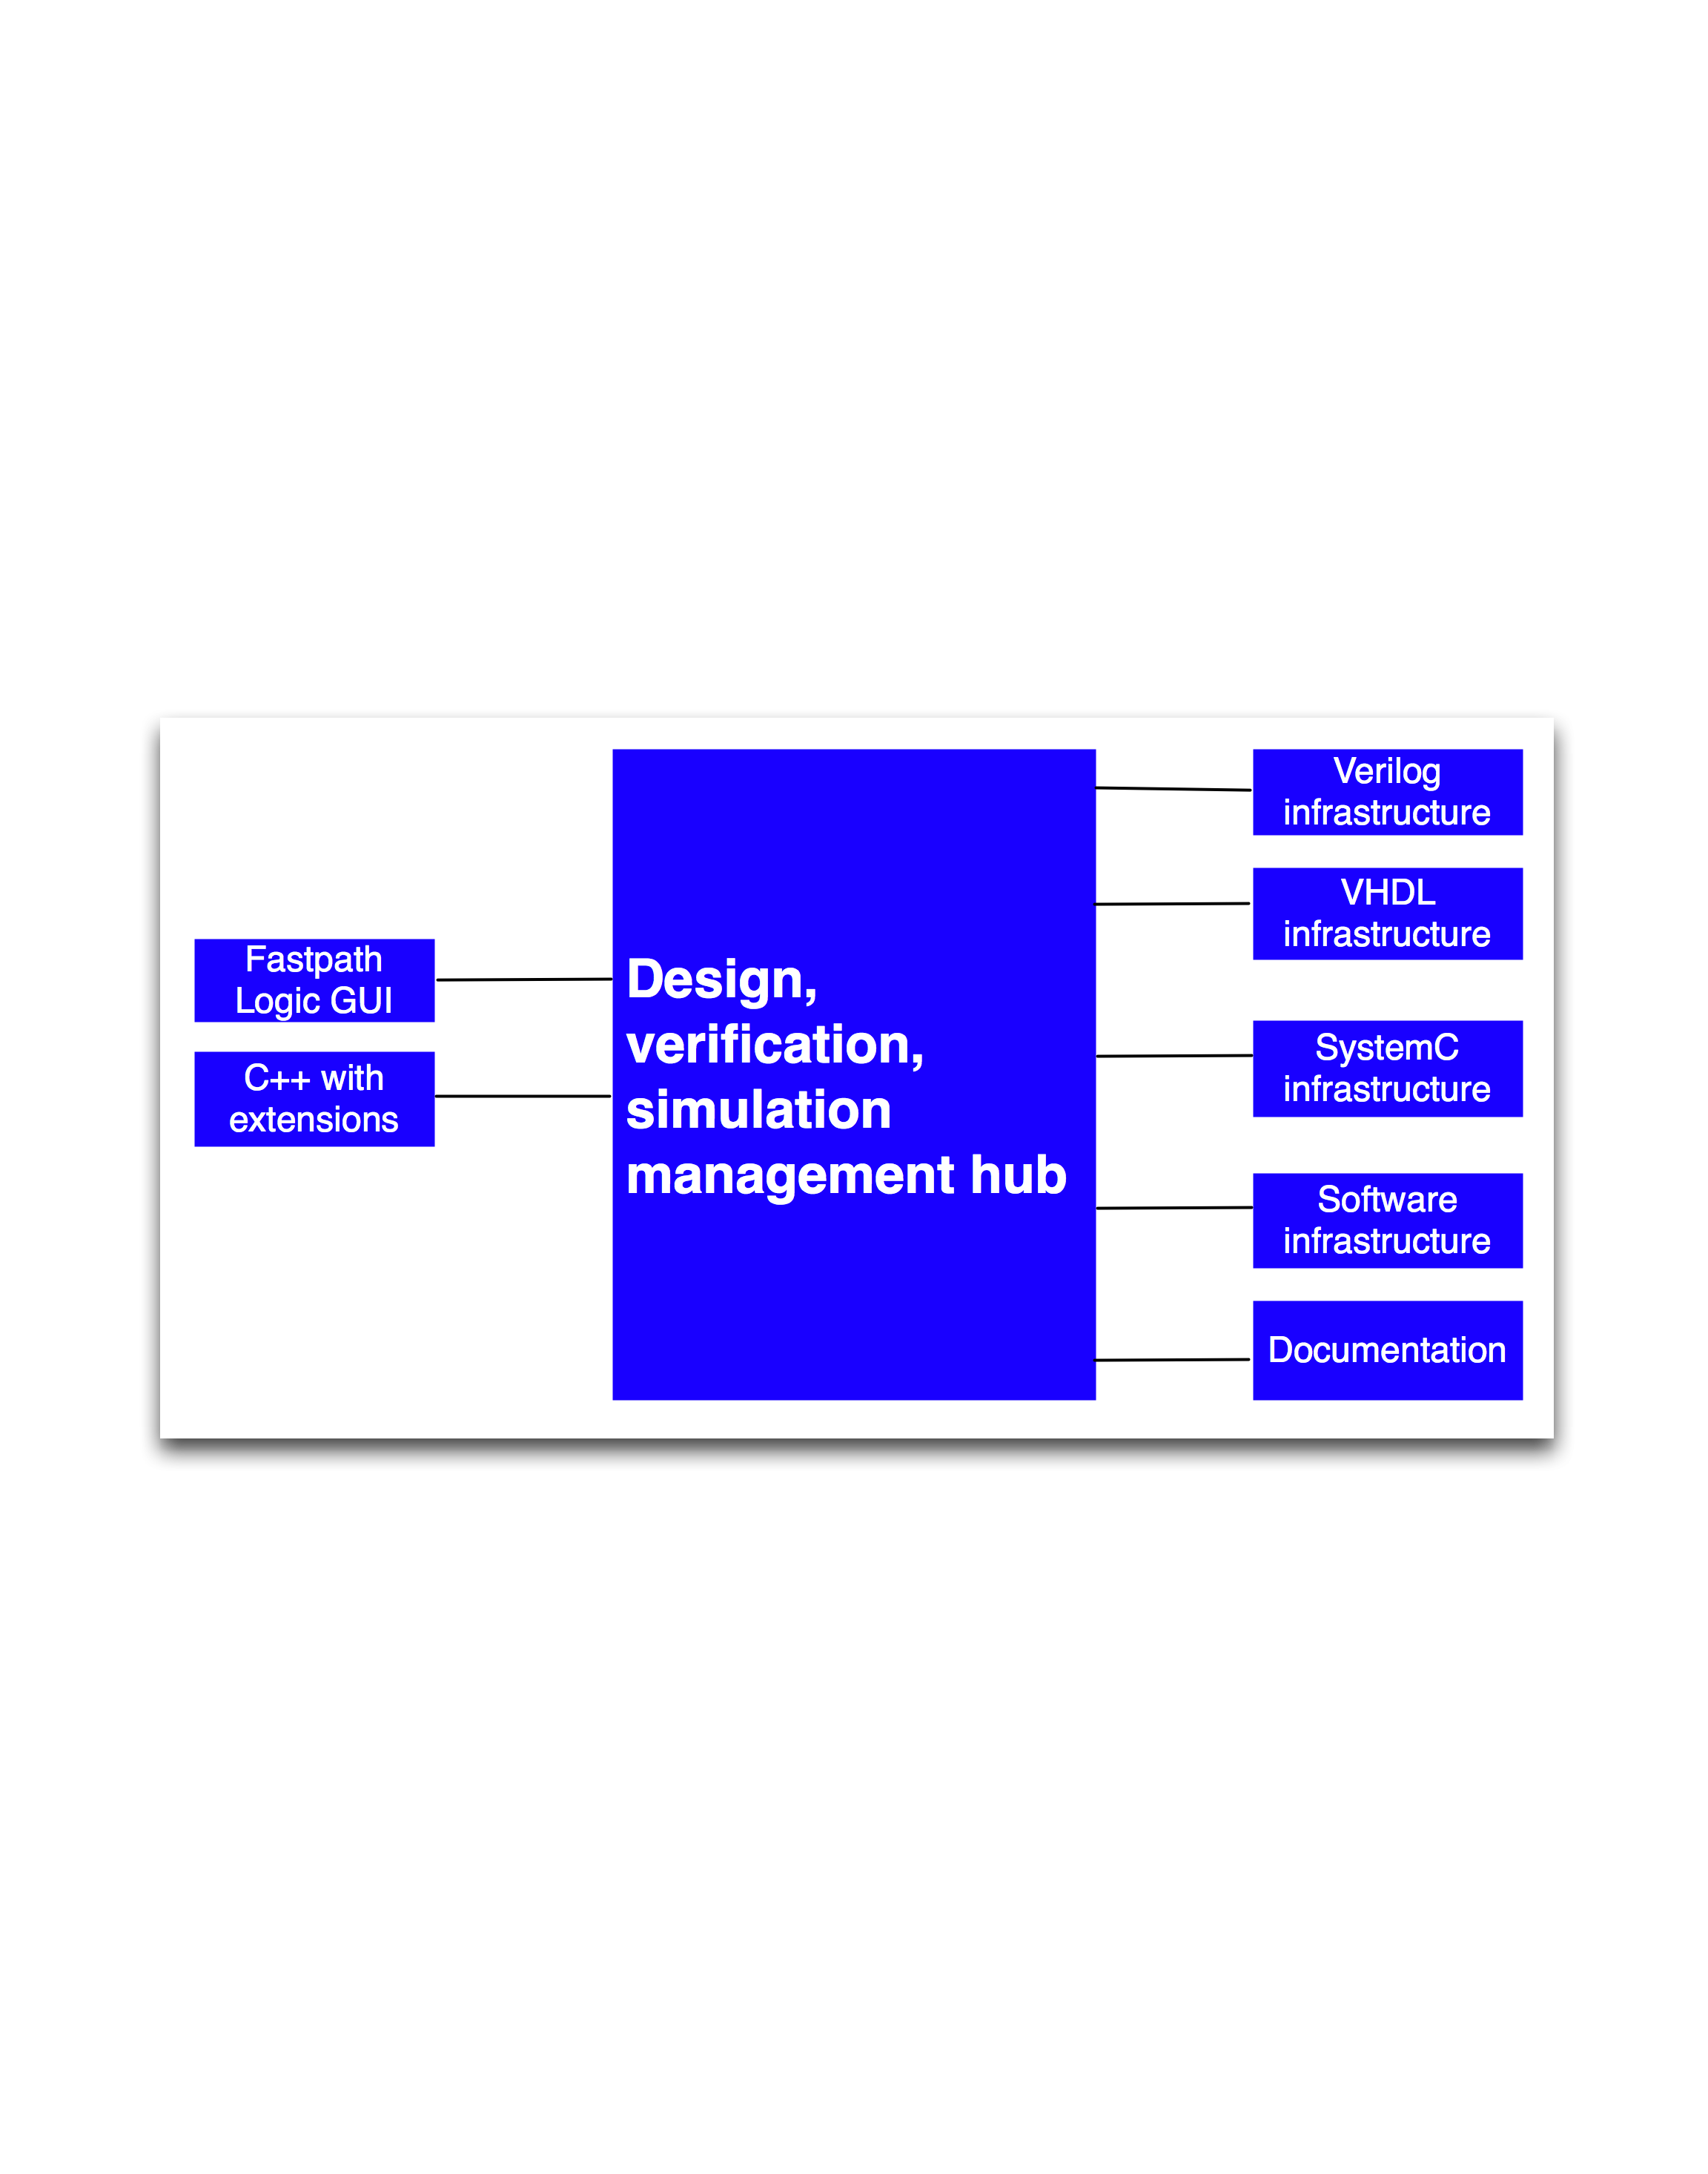 Fastpath
Logic GUI
C++ with
extensions
Design,
verification,
simulation
management hub
Verilog
infrastructure
VHDL
infrastructure
SystemC
infrastructure
Software
infrastructure
Documentation